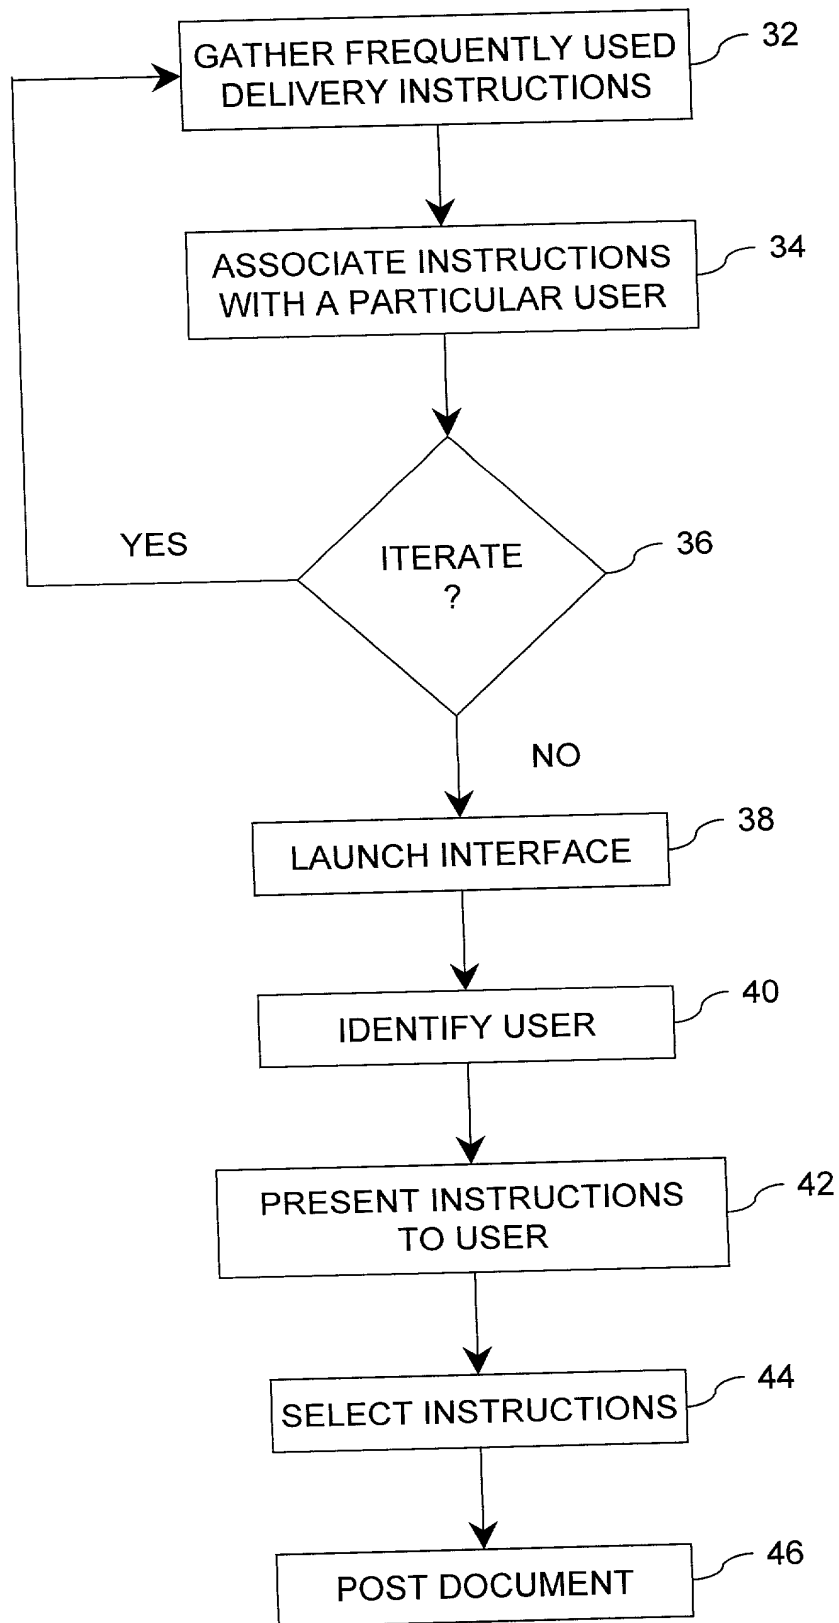 GATHER FREQUENTLY USED
DELIVERY INSTRUCTIONS
32
ASSOCIATE INSTRUCTIONS
WITH A PARTICULAR USER
34
ITERATE
?
36
YES
NO
LAUNCH INTERFACE
38
IDENTIFY USER
40
PRESENT INSTRUCTIONS
TO USER
42
SELECT INSTRUCTIONS
44
POST DOCUMENT
46